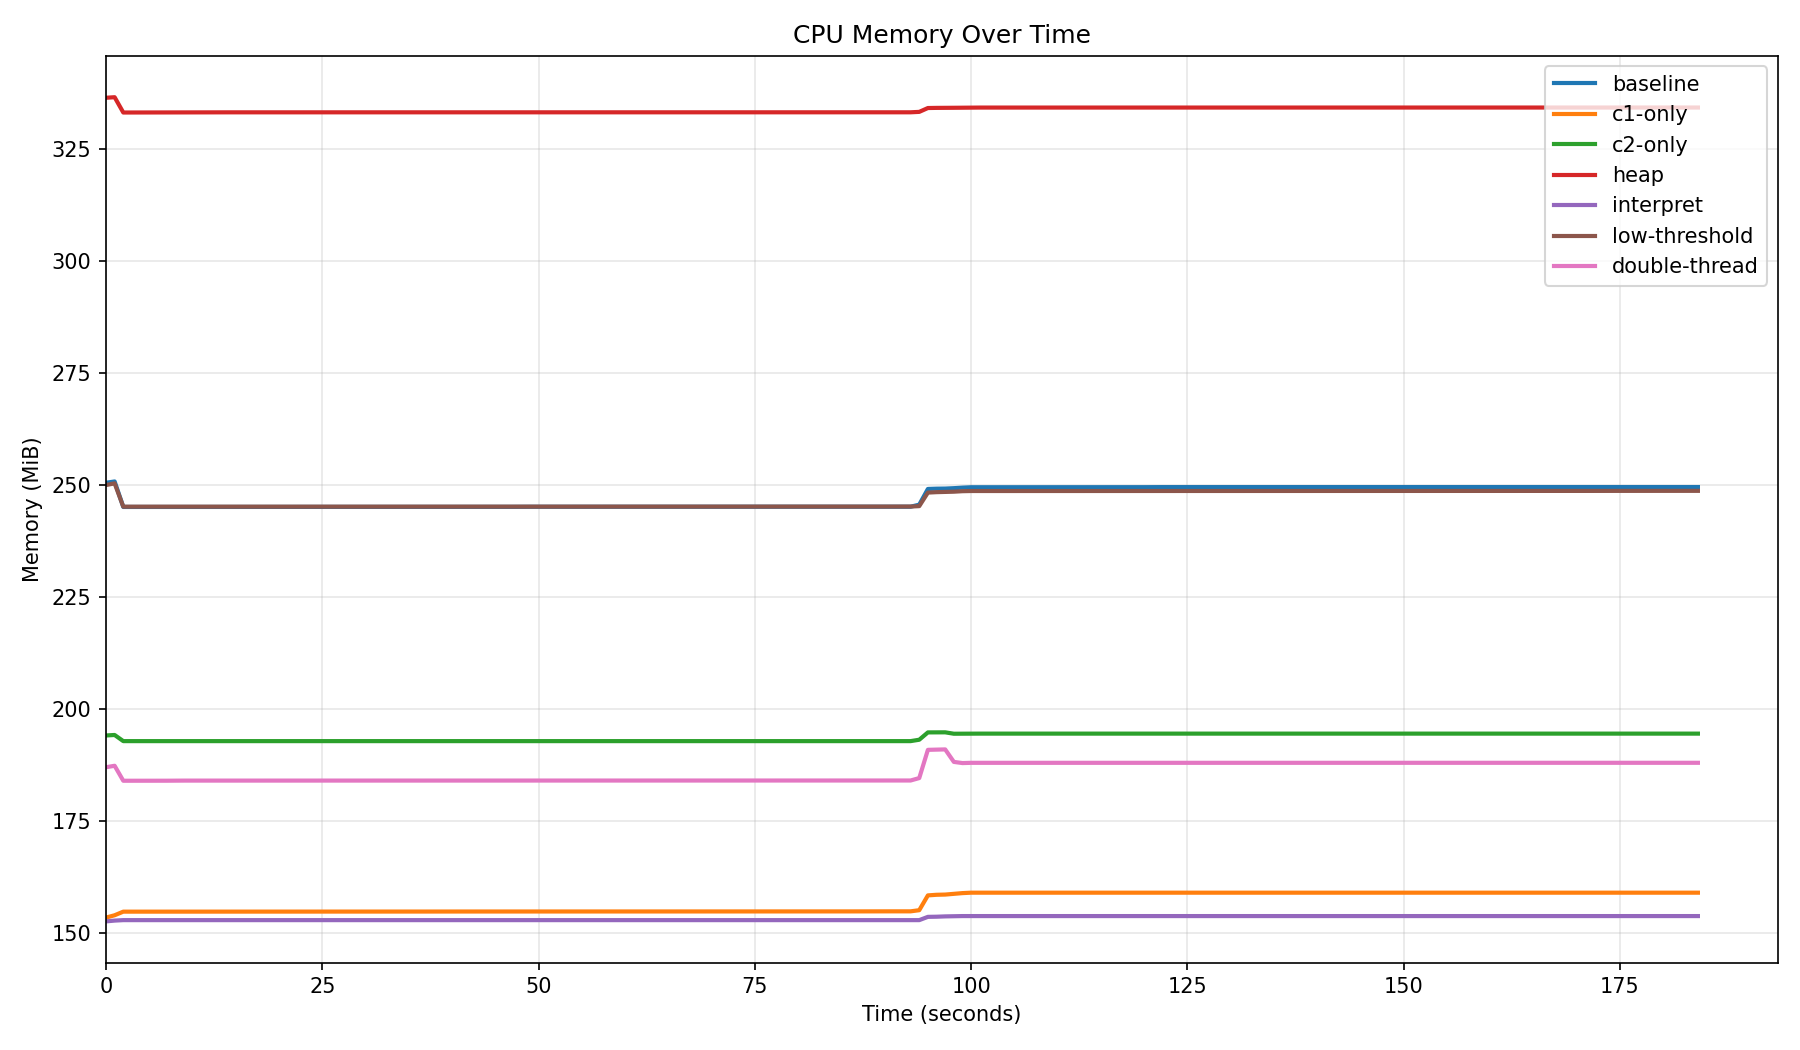 CPU Memory Over Time
baseline
c1-only
c2-only
heap
interpret
low-threshold
double-thread
Memory (MiB)
325
300
275
250
225
200
175
150
0 25 50 75 100 125 150 175
Time (seconds)